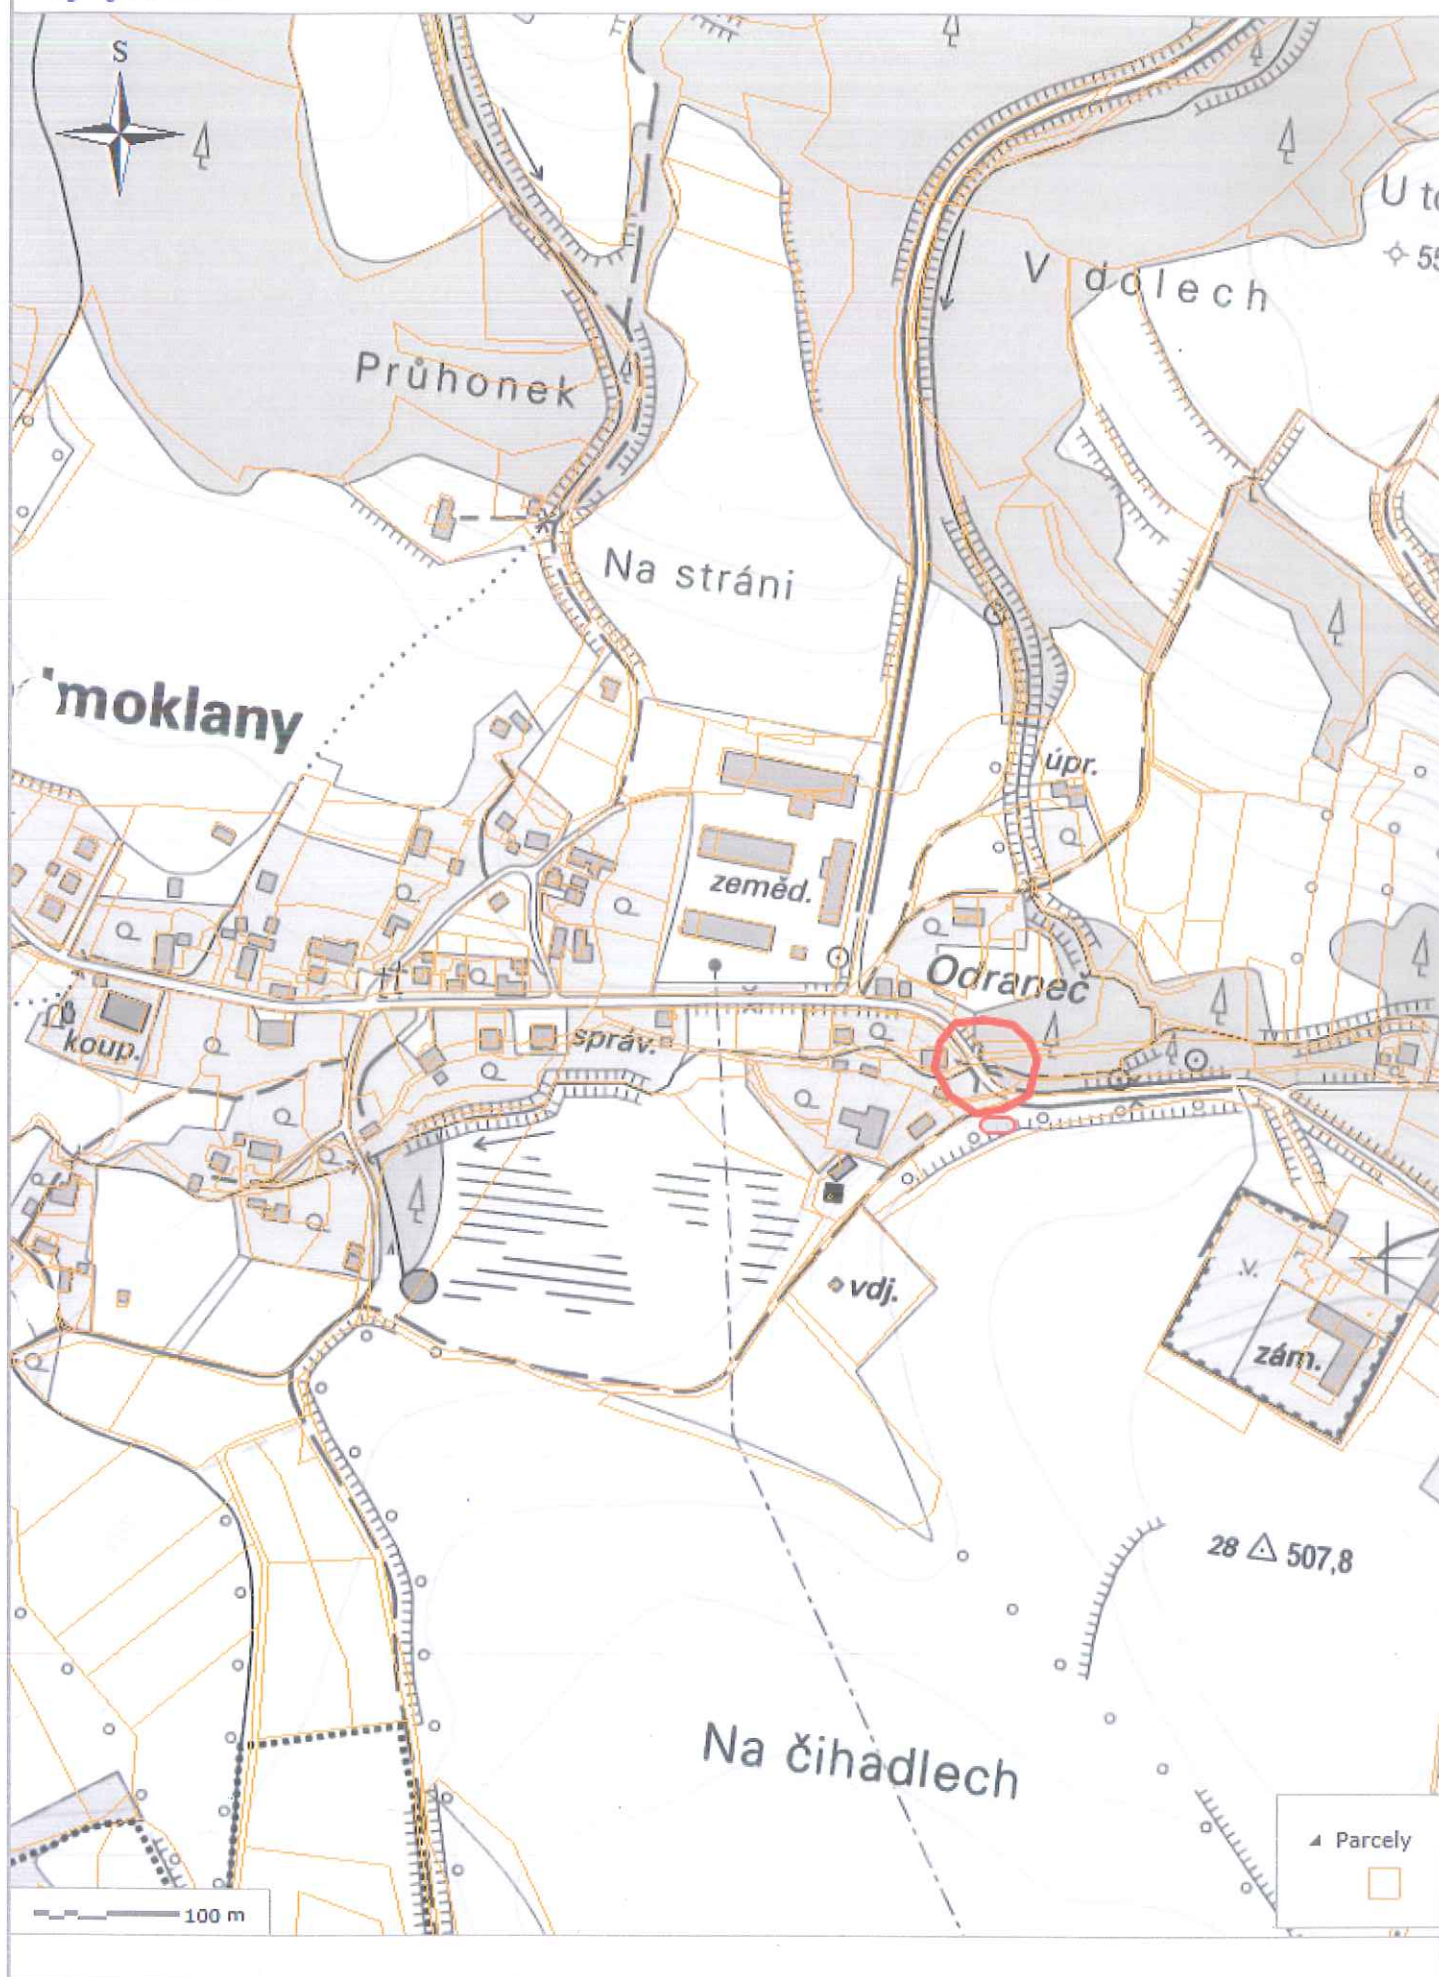 S
U to
55
V dolech
Průhonek
Na stráni
moklany
úpr.
zeměd.
Odraneč
koup.
správ.
vdj.
.v.
zám.
28 507,8
Na čihadlech
Parcely
100 m